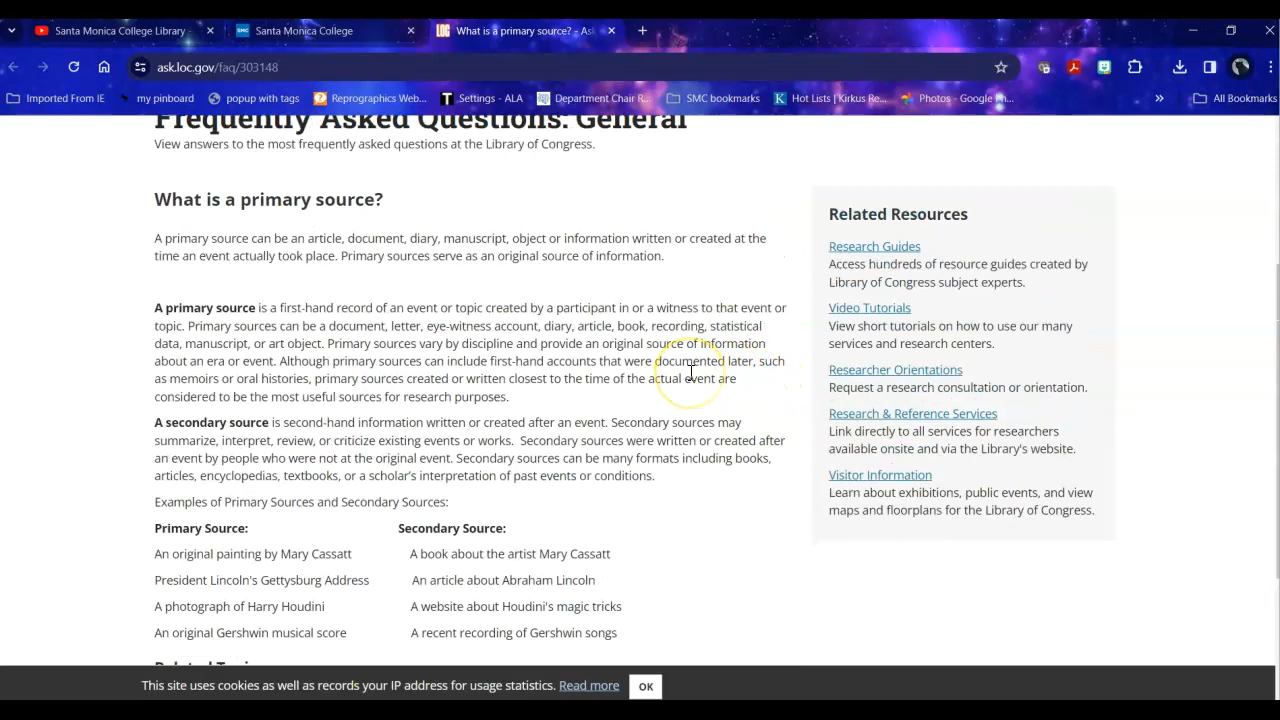 Santa Monica College Library -
Santa Monica College
What is a primary source? - Ask
ask.loc.gov/faq/303148
Imported From IE
my pinboard
popup with tags
Reprographics Web...
Settings - ALA
Department Chair R...
SMC bookmarks
Hot Lists | Kirkus Re...
Photos - Google Ph...
All Bookmarks
Frequently Asked Questions: General
View answers to the most frequently asked questions at the Library of Congress.
What is a primary source?
A primary source can be an article, document, diary, manuscript, object or information written or created at the
time an event actually took place. Primary sources serve as an original source of information.
A primary source is a first-hand record of an event or topic created by a participant in or a witness to that event or
topic. Primary sources can be a document, letter, eye-witness account, diary, article, book, recording, statistical
data, manuscript, or art object. Primary sources vary by discipline and provide an original source of information
about an era or event. Although primary sources can include first-hand accounts that were documented later, such
as memoirs or oral histories, primary sources created or written closest to the time of the actual event are
considered to be the most useful sources for research purposes.
A secondary source is second-hand information written or created after an event. Secondary sources may
summarize, interpret, review, or criticize existing events or works. Secondary sources were written or created after
an event by people who were not at the original event. Secondary sources can be many formats including books,
articles, encyclopedias, textbooks, or a scholar's interpretation of past events or conditions.
Examples of Primary Sources and Secondary Sources:
Primary Source: Secondary Source:
An original painting by Mary Cassatt A book about the artist Mary Cassatt
President Lincoln's Gettysburg Address An article about Abraham Lincoln
A photograph of Harry Houdini A website about Houdini's magic tricks
An original Gershwin musical score A recent recording of Gershwin songs
Related Resources
Research Guides
Access hundreds of resource guides created by
Library of Congress subject experts.
Video Tutorials
View short tutorials on how to use our many
services and research centers.
Researcher Orientations
Request a research consultation or orientation.
Research & Reference Services
Link directly to all services for researchers
available onsite and via the Library's website.
Visitor Information
Learn about exhibitions, public events, and view
maps and floorplans for the Library of Congress.
This site uses cookies as well as records your IP address for usage statistics. Read more OK